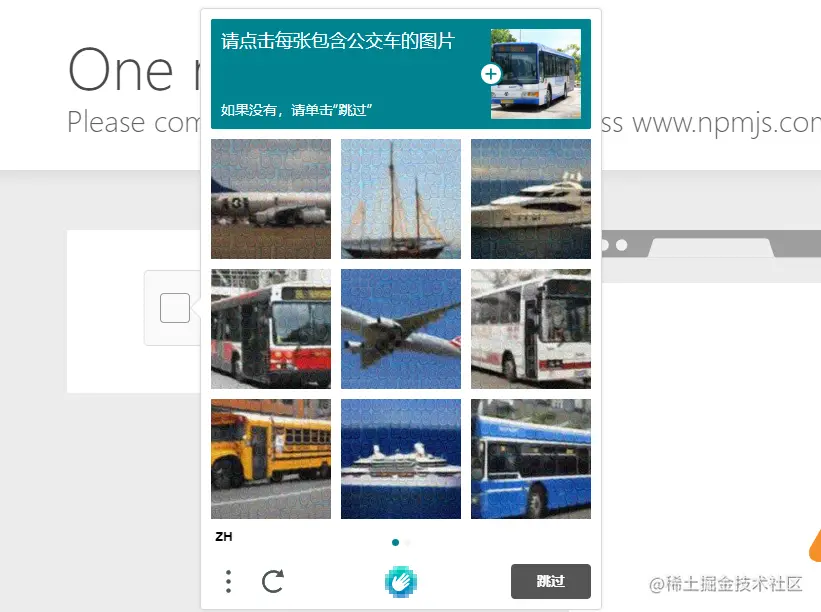 One
Please com
ss www.npmjs.com
请点击每张包含公交车的图片
如果没有，请单击“跳过”
ZH
跳过
@稀土掘金技术社区